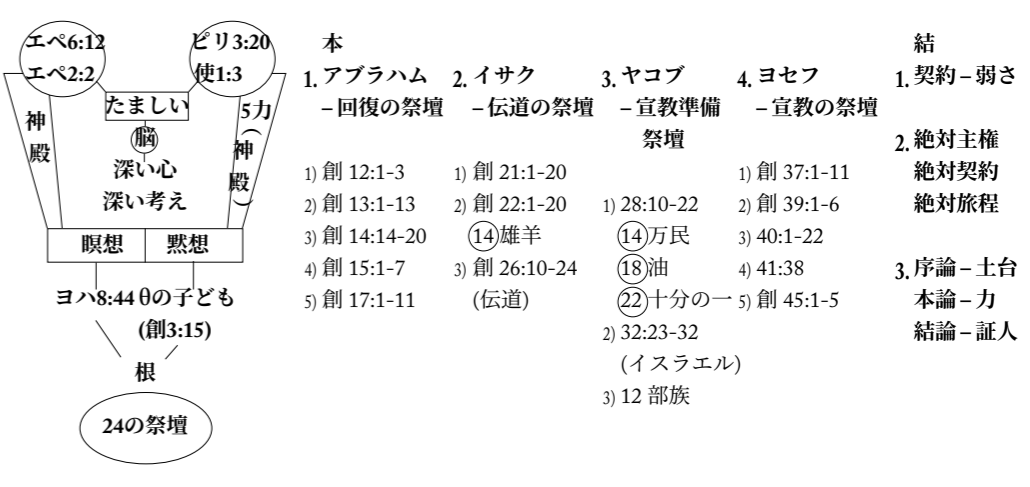 エペ6:12
エペ2:2
ピリ3:20
使1:3
たましい
神殿
5力(神殿)
脳
深い心
深い考え
瞑想
黙想
ヨハ8:44
θの子ども
(創3:15)
根
24の祭壇
本
1. アブラハム
–回復の祭壇
1) 創 12:1-3
2) 創 13:1-13
3) 創 14:14-20
4) 創 15:1-7
5) 創 17:1-11
2. イサク
–伝道の祭壇
1) 創 21:1-20
2) 創 22:1-20
14雄羊
3) 創 26:10-24
(伝道)
3. ヤコブ
–宣教準備
祭壇
1) 28:10-22
14万民
18油
22十分の一
2) 32:23-32
(イスラエル)
3) 12 部族
4. ヨセフ
–宣教の祭壇
1) 創 37:1-11
2) 創 39:1-6
3) 40:1-22
4) 41:38
5) 創 45:1-5
結
1. 契約–弱さ
2. 絶対主権
絶対契約
絶対旅程
3. 序論–土台
本論–力
結論–証人